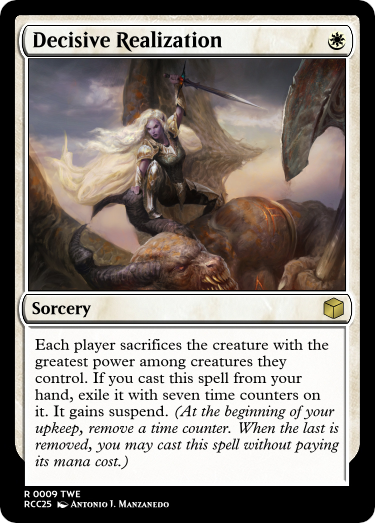 Decisive Realization
Sorcery
Each player sacrifices the creature with the
greatest power among creatures they
control. If you cast this spell from your
hand, exile it with seven time counters on
it. It gains suspend. (At the beginning of your
upkeep, remove a time counter. When the last is
removed, you may cast this spell without paying
its mana cost.)
R 0009 TWE
RCC25 Antonio J. Manzanedo